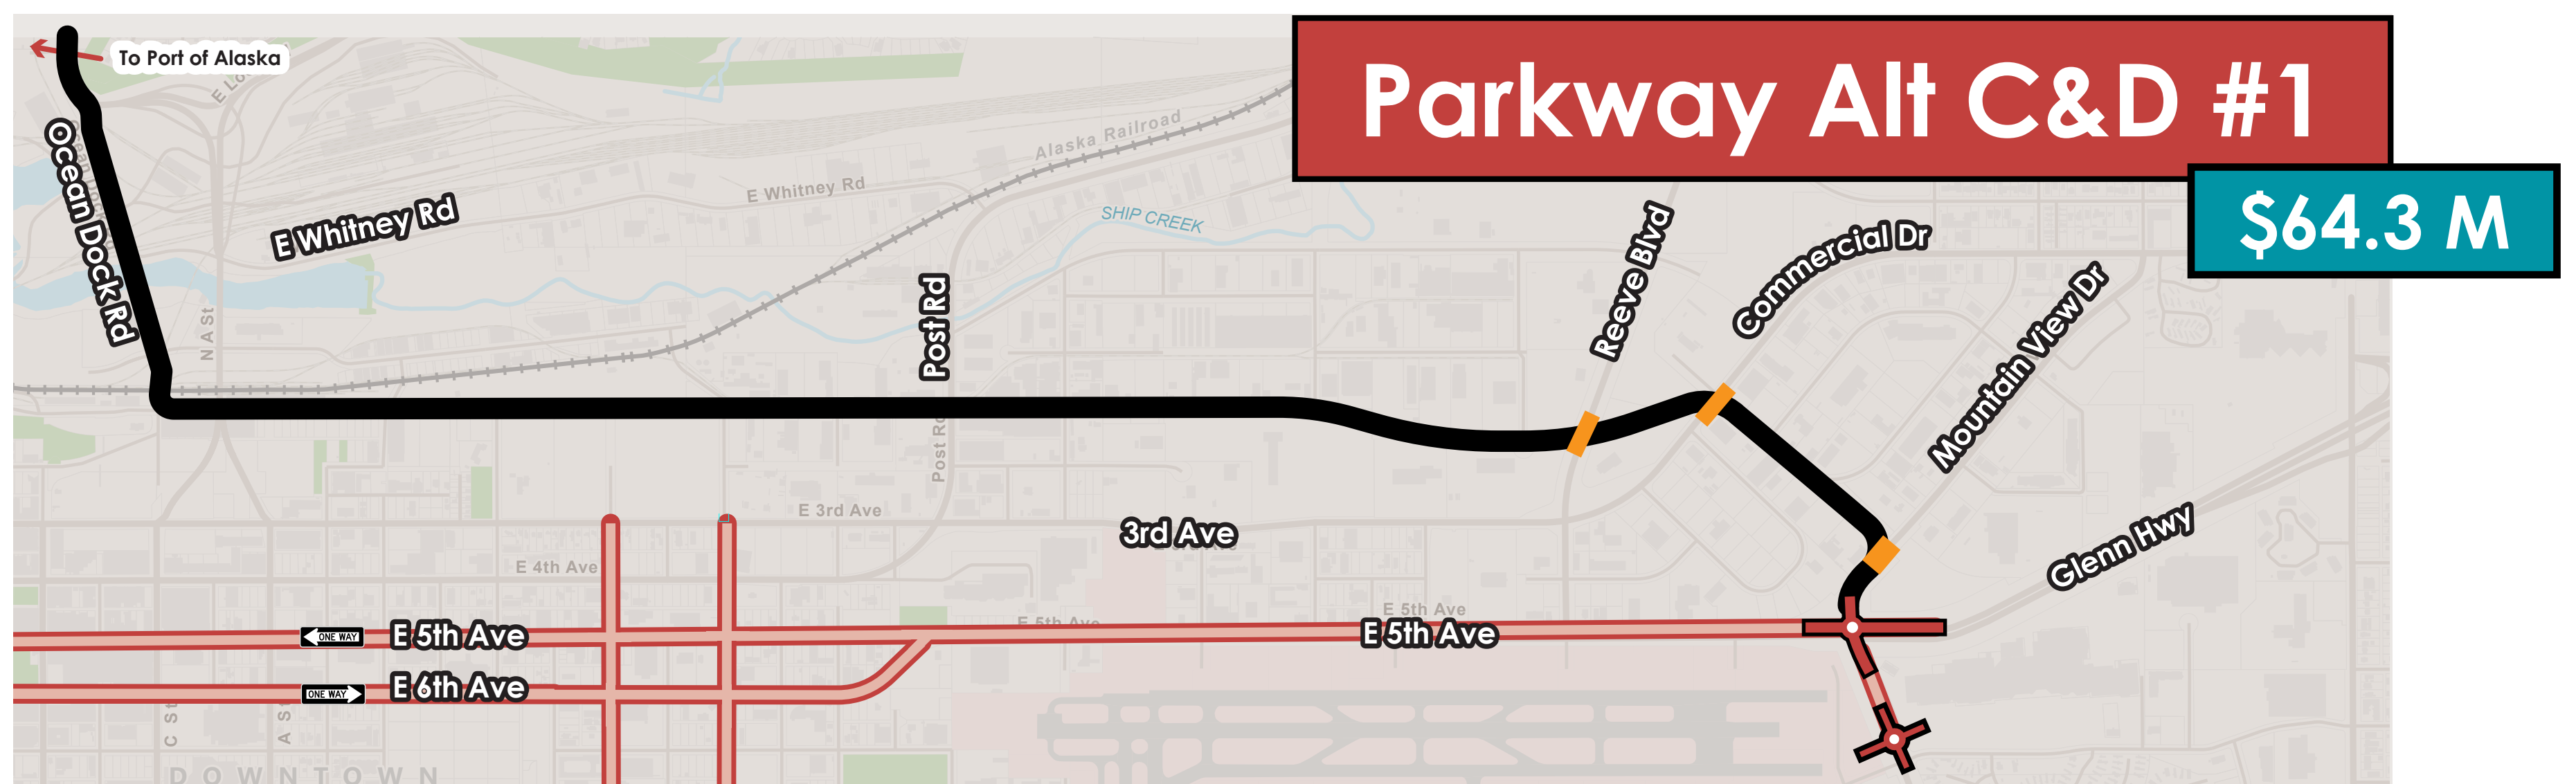 To Port of Alaska
Parkway Alt C&D #1
$64.3 M
Ocean Dock Rd
E Whitney Rd
E Whitney Rd
Alaska Railroad
SHIP CREEK
N A St
Post Rd
Post Rd
Reeve Blvd
Commercial Dr
Mountain View Dr
Glenn Hwy
E 3rd Ave
3rd Ave
E 4th Ave
E 5th Ave
E 5th Ave
ONE WAY
E 5th Ave
E 5th Ave
ONE WAY
E 6th Ave
C St
A St
DOWNTOWN